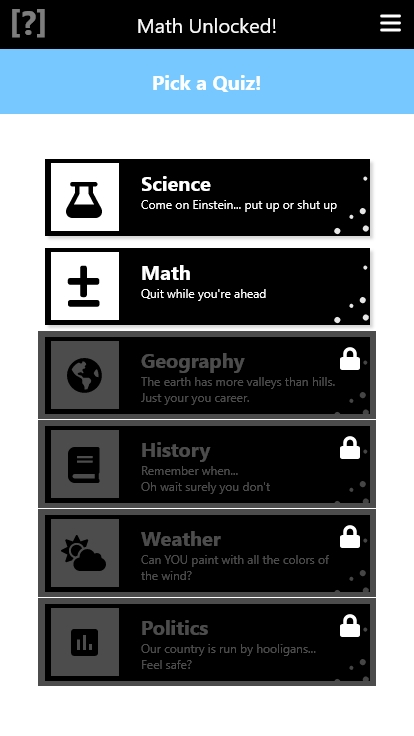 [?]
Math Unlocked!
Pick a Quiz!
Science
Come on Einstein... put up or shut up
Math
Quit while you're ahead
Geography
The earth has more valleys than hills.
Just your you career.
History
Remember when...
Oh wait surely you don't
Weather
Can YOU paint with all the colors of
the wind?
Politics
Our country is run by hooligans...
Feel safe?